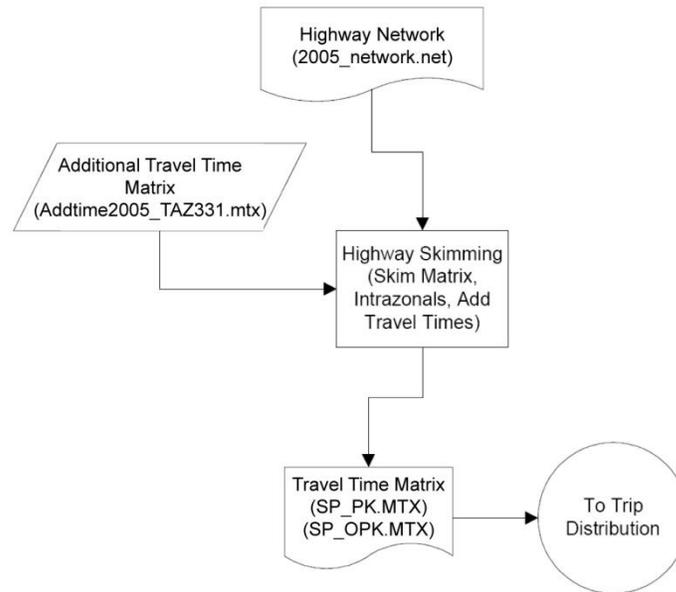 Highway Network
(2005_network.net)
Additional Travel Time
Matrix
(Addtime2005_TAZ331.mtx)
Highway Skimming
(Skim Matrix,
Intrazonals, Add
Travel Times)
Travel Time Matrix
(SP_PK.MTX)
(SP_OPK.MTX)
To Trip
Distribution